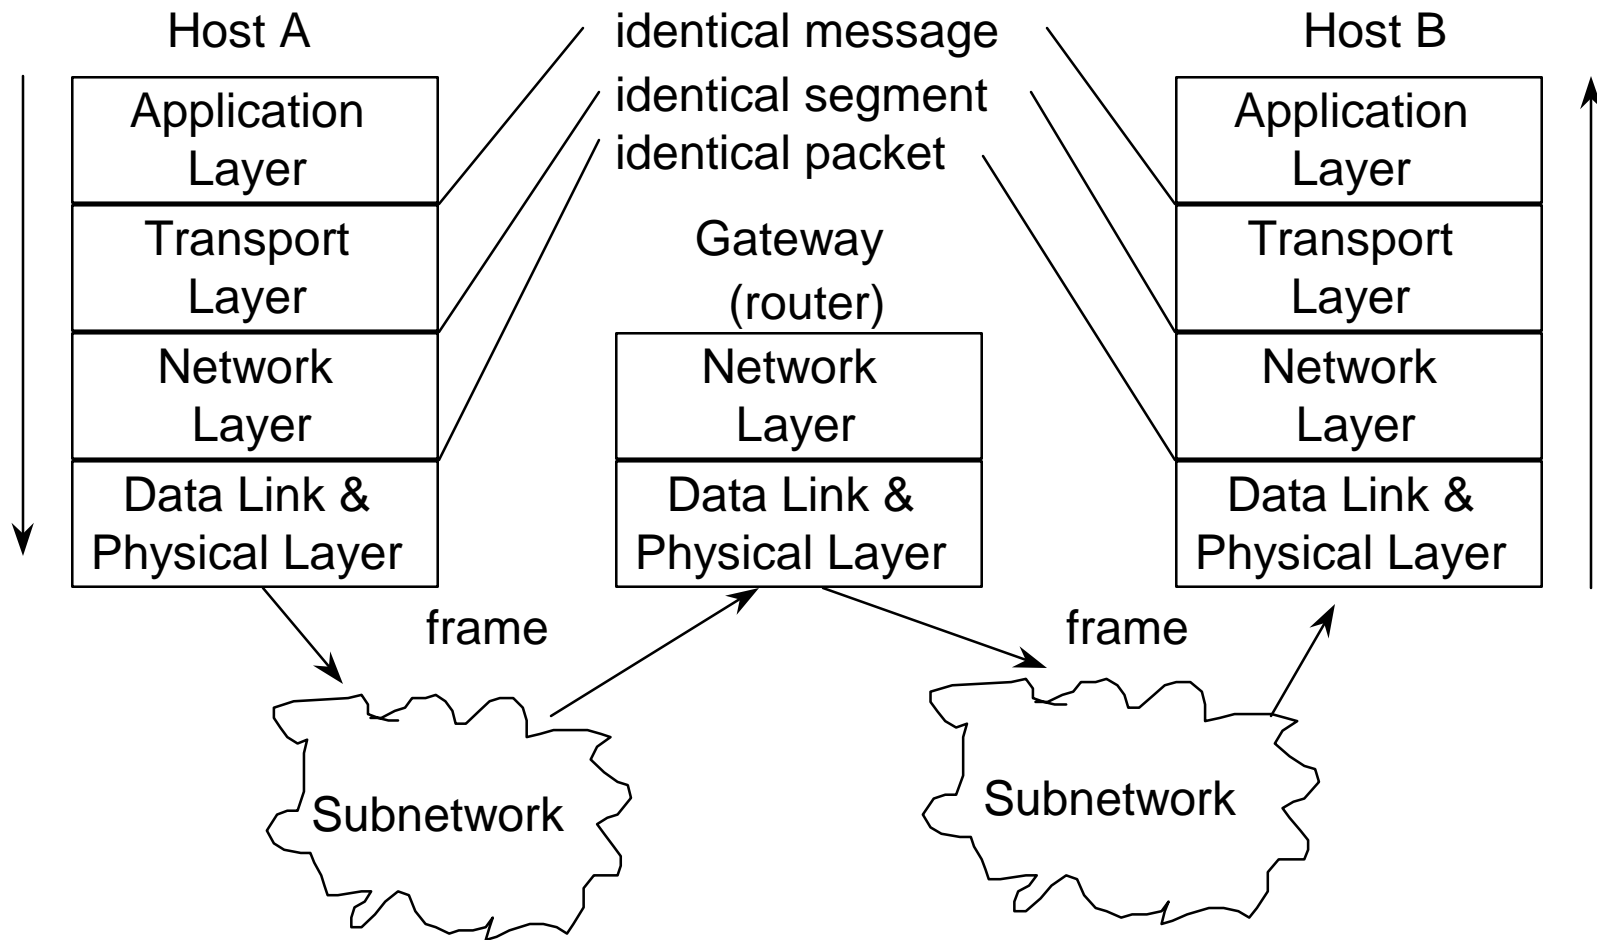 Host A
identical message
Host B
identical segment
identical packet
Application
Layer
Transport
Layer
Network
Layer
Data Link &
Physical Layer
Gateway
(router)
Network
Layer
Data Link &
Physical Layer
Application
Layer
Transport
Layer
Network
Layer
Data Link &
Physical Layer
frame
frame
Subnetwork
Subnetwork